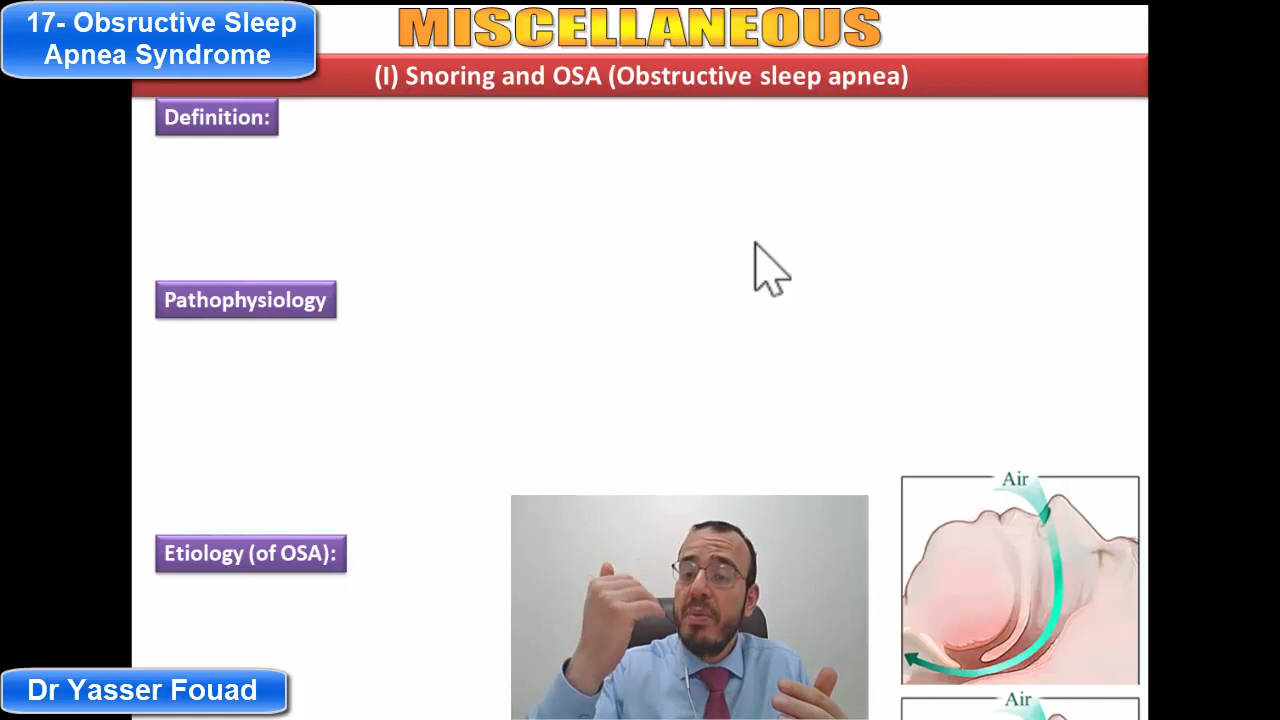 17- Obsructive Sleep
Apnea Syndrome
MISCELLANEOUS
(I) Snoring and OSA (Obstructive sleep apnea)
Definition:
Pathophysiology
Etiology (of OSA):
Air
Air
Dr Yasser Fouad